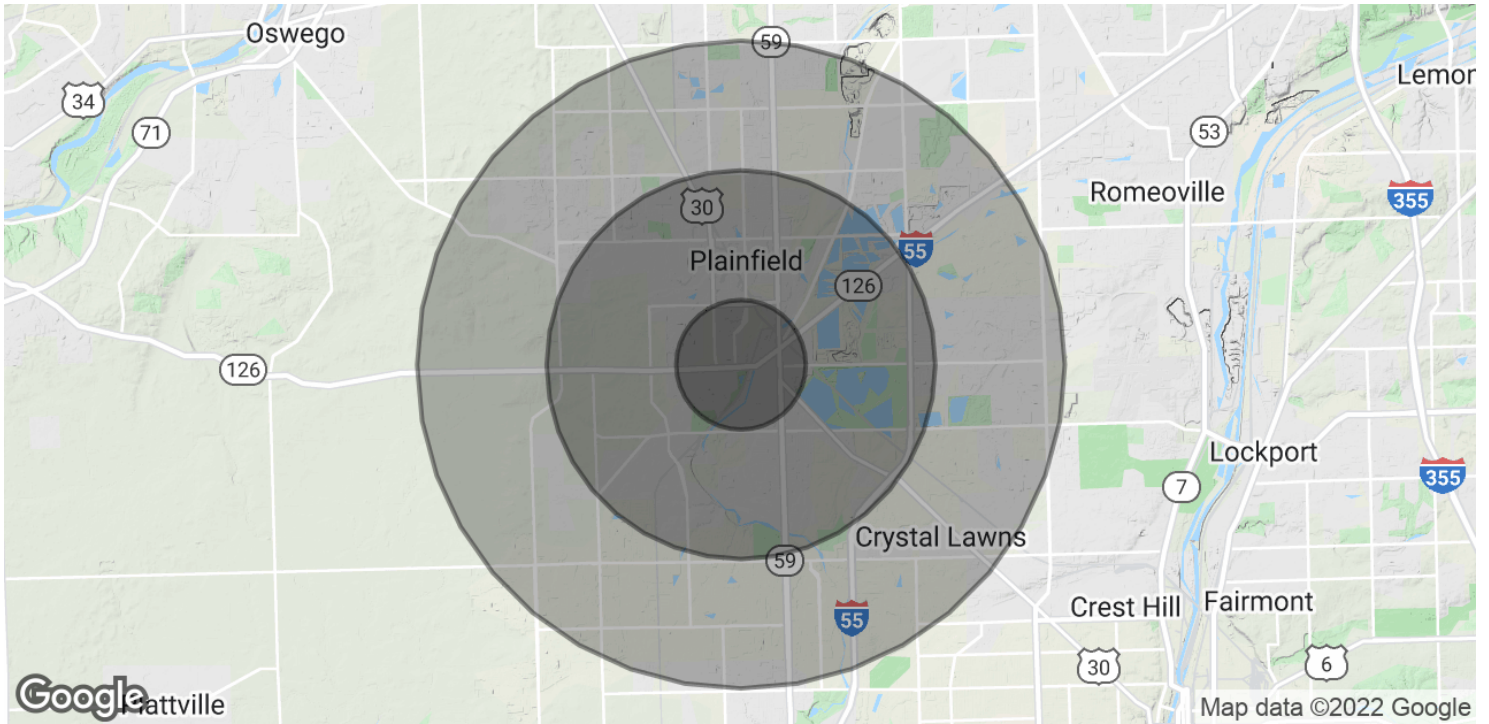 Oswego
59
34
Lemon
71
53
Romeoville
355
30
55
Plainfield
126
126
Lockport
355
7
Crystal Lawns
59
Crest Hill
Fairmont
55
30
6
Google
Plattville
Map data ©2022 Google